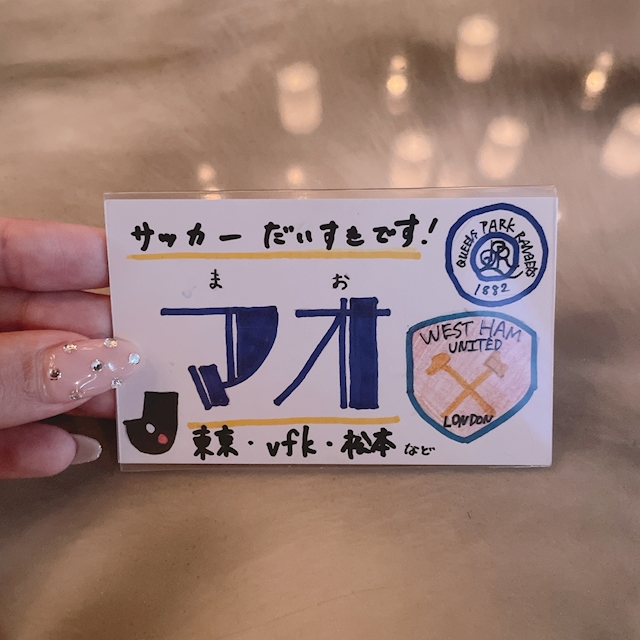 サッカー だいすきです!
まお
マオ
東京・vfk・松本 など
QUEENS PARK RANGERS
1882
WEST HAM
UNITED
LONDON